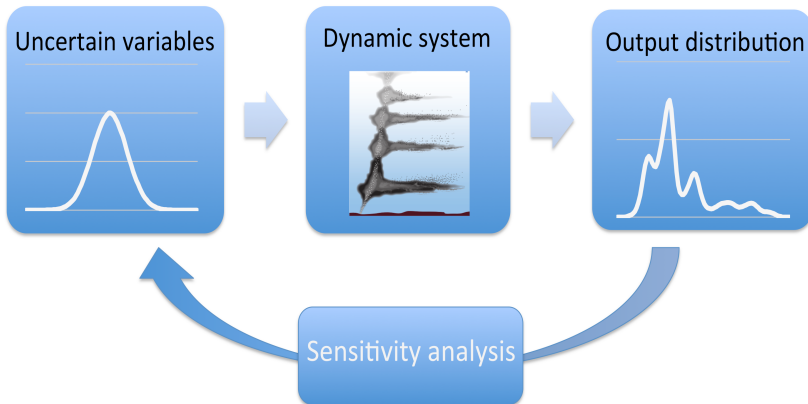 Uncertain variables
Dynamic system
Output distribution
Sensitivity analysis